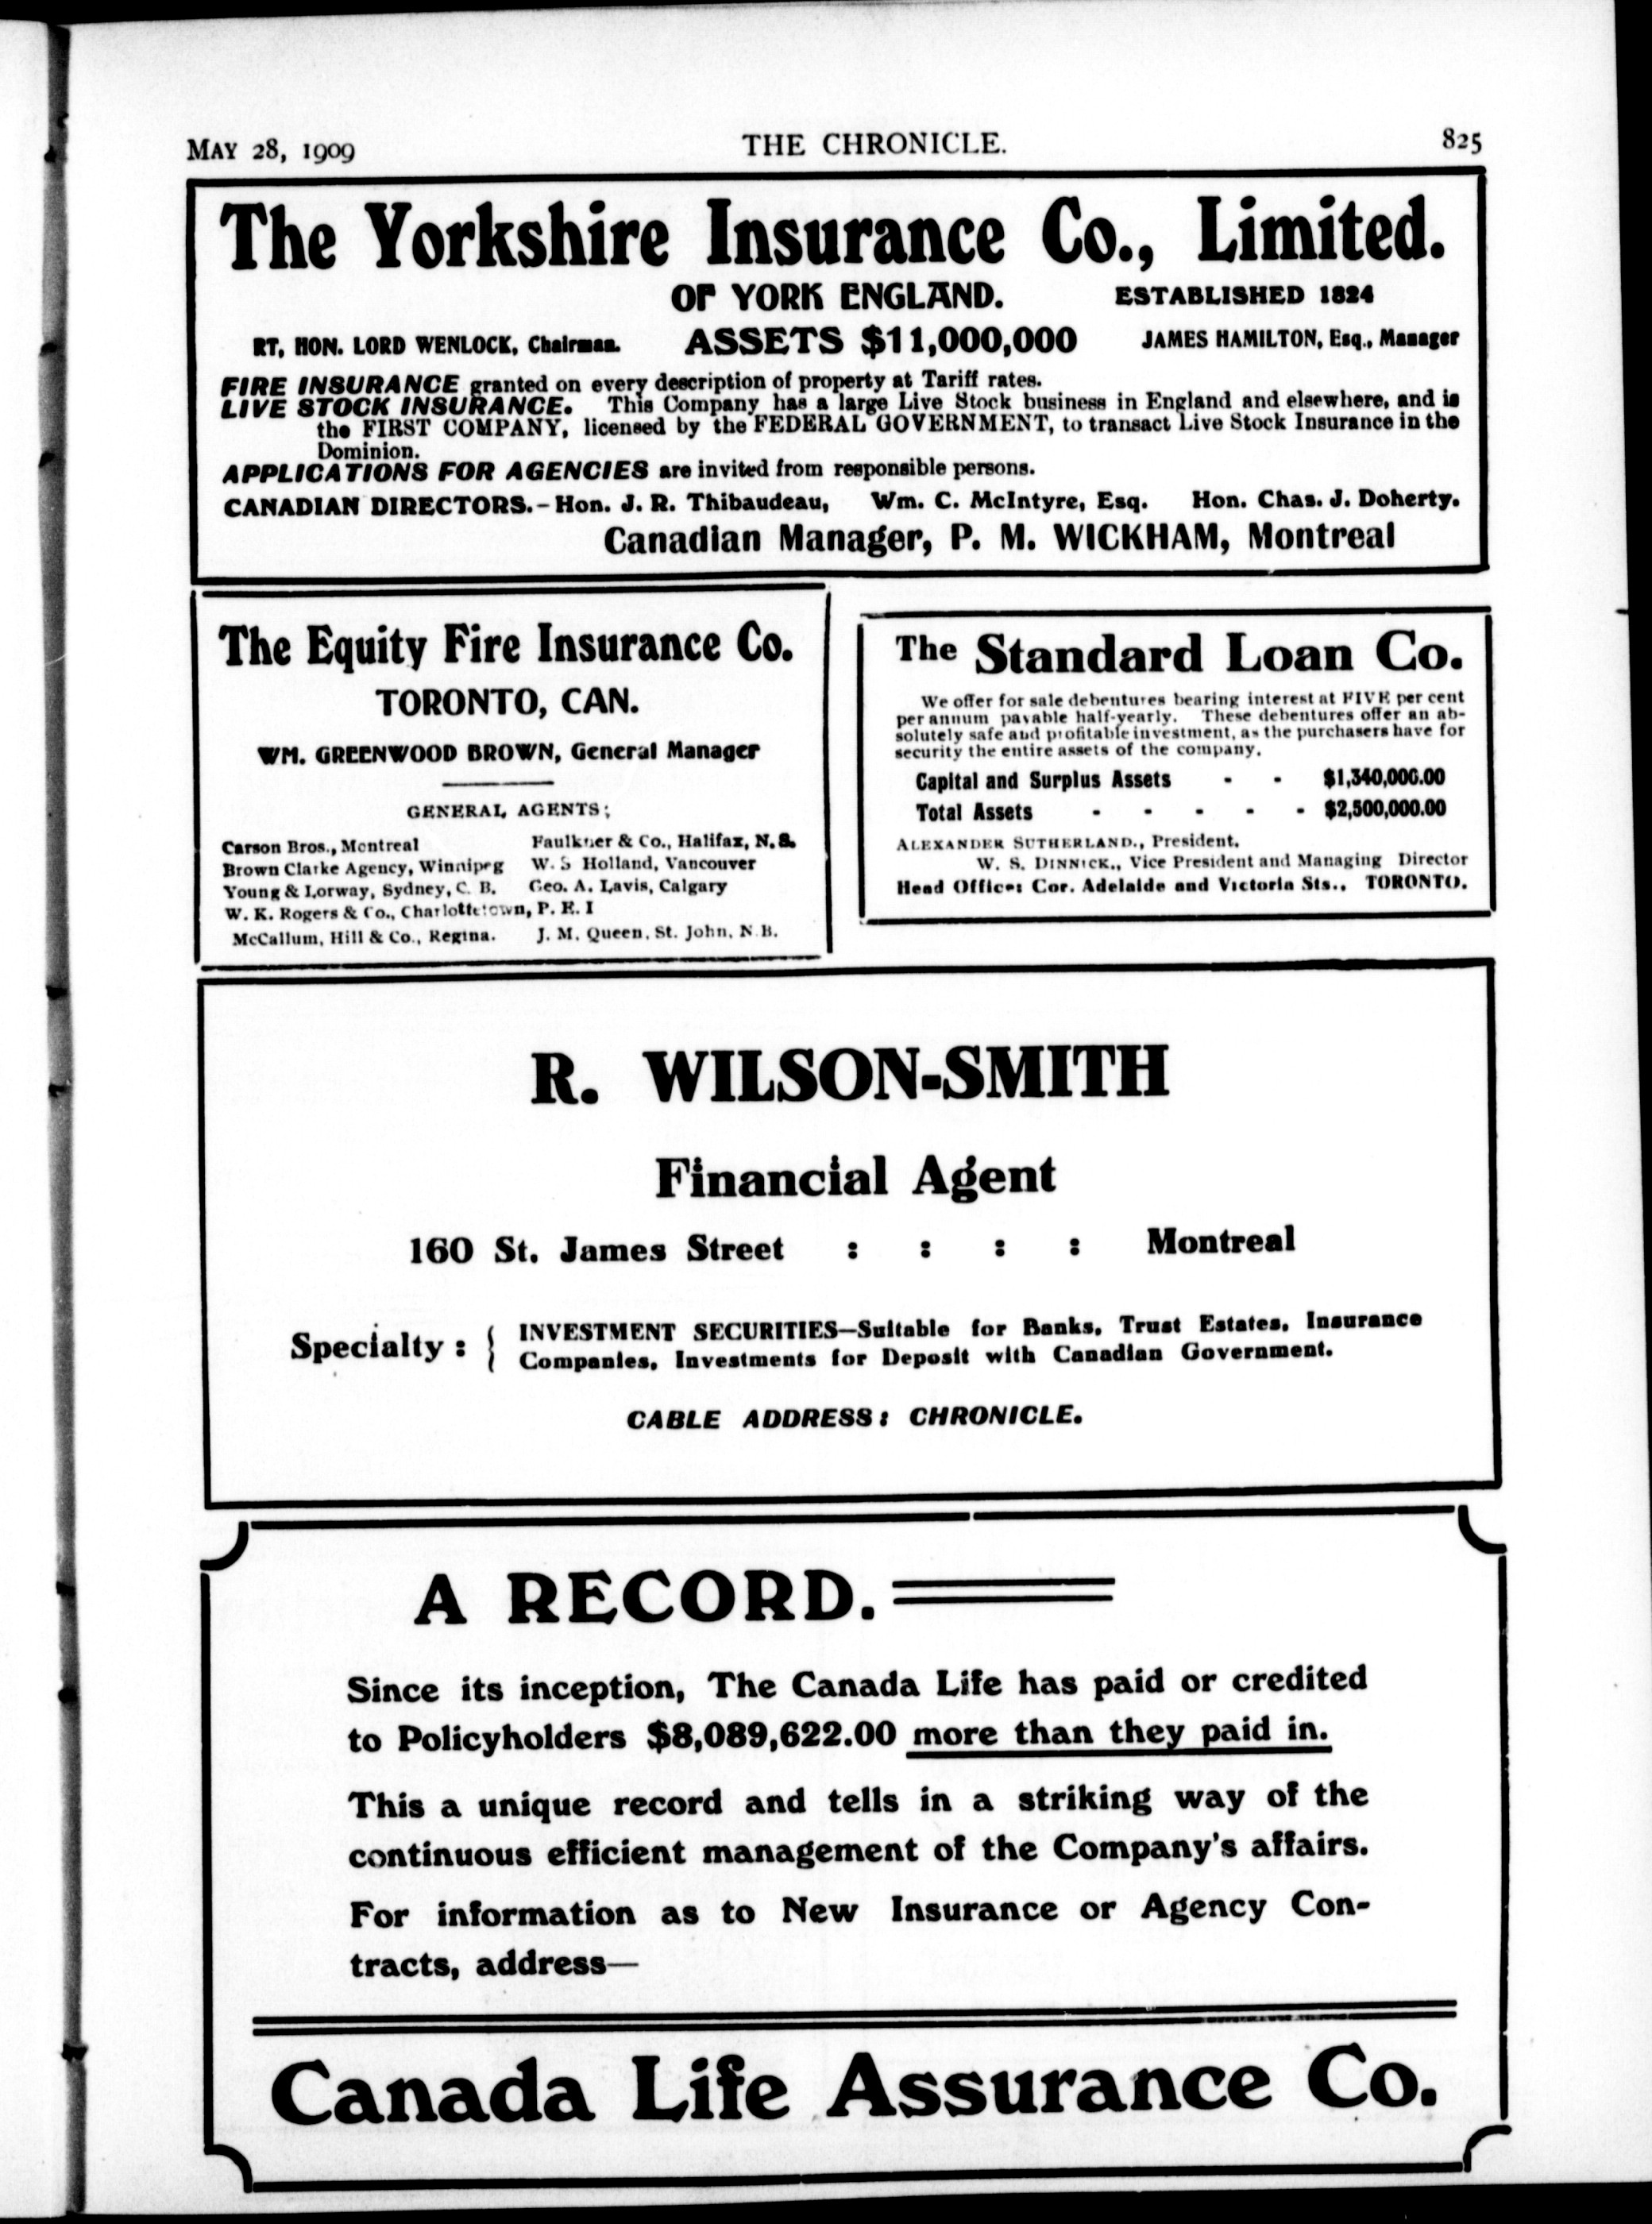 MAY 28, 1909
THE CHRONICLE.
825
The Yorkshire Insurance Co., Limited.
OF YORK ENGLAND.
ESTABLISHED 1824
RT. HON. LORD WENLOCK, Chairman.
ASSETS $11,000,000
JAMES HAMILTON, Esq., Manager
FIRE INSURANCE granted on every description of property at Tariff rates.
LIVE STOCK INSURANCE. This Company has a large Live Stock business in England and elsewhere, and is
the FIRST COMPANY, licensed by the FEDERAL GOVERNMENT, to transact Live Stock Insurance in the
Dominion.
APPLICATIONS FOR AGENCIES are invited from responsible persons.
CANADIAN DIRECTORS.-Hon. J. R. Thibaudeau, Wm. C. McIntyre, Esq. Hon. Chas. J. Doherty.
Canadian Manager, P. M. WICKHAM, Montreal
The Equity Fire Insurance Co.
TORONTO, CAN.
WM. GREENWOOD BROWN, General Manager
GENERAL AGENTS;
Carson Bros., Montreal
Faulkner & Co., Halifax, N.S.
Brown Clarke Agency, Winnipeg
W. S Holland, Vancouver
Young & Lorway, Sydney, C. B.
Geo. A. Lavis, Calgary
W. K. Rogers & Co., Charlottetown, P. E. I
McCallum, Hill & Co., Regina.
J. M. Queen, St. John, N B.
The Standard Loan Co.
We offer for sale debentures bearing interest at FIVE per cent
per annum payable half-yearly. These debentures offer an ab-
solutely safe and profitable investment, as the purchasers have for
security the entire assets of the company.
Capital and Surplus Assets - - $1,340,000.00
Total Assets - - - - - $2,500,000.00
ALEXANDER SUTHERLAND., President.
W. S. DINNICK., Vice President and Managing Director
Head Office: Cor. Adelaide and Victoria Sts., TORONTO.
R. WILSON-SMITH
Financial Agent
160 St. James Street : : : : Montreal
Specialty : { INVESTMENT SECURITIES—Suitable for Banks, Trust Estates, Insurance
Companies, Investments for Deposit with Canadian Government.
CABLE ADDRESS: CHRONICLE.
A RECORD.
Since its inception, The Canada Life has paid or credited
to Policyholders $8,089,622.00 more than they paid in.
This a unique record and tells in a striking way of the
continuous efficient management of the Company's affairs.
For information as to New Insurance or Agency Con-
tracts, address—
Canada Life Assurance Co.